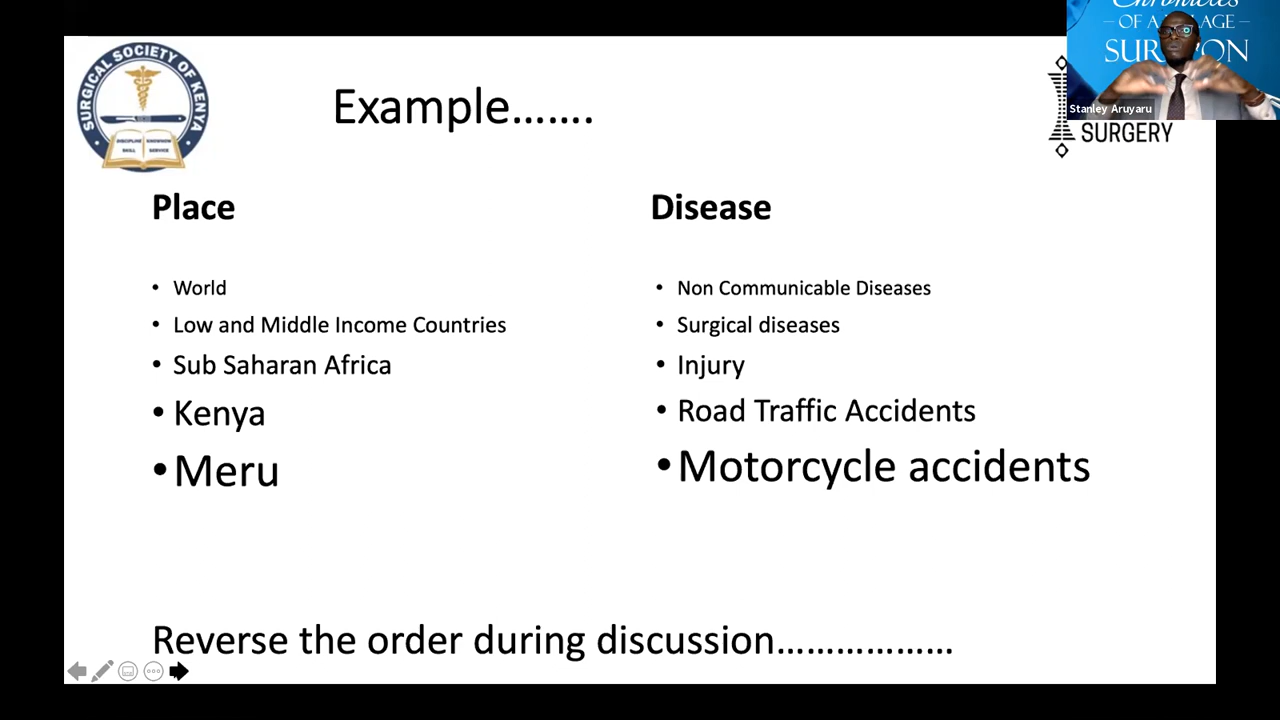 SURGICAL SOCIETY OF KENYA
DISCIPLINE
SKILL
KNOWHOW
SERVICE
Example.......
Chronicles
OF A VILLAGE
SURGEON
Stanley Aruyaru
SURGERY
Place
• World
• Low and Middle Income Countries
• Sub Saharan Africa
• Kenya
• Meru
Disease
• Non Communicable Diseases
• Surgical diseases
• Injury
• Road Traffic Accidents
• Motorcycle accidents
Reverse the order during discussion..................